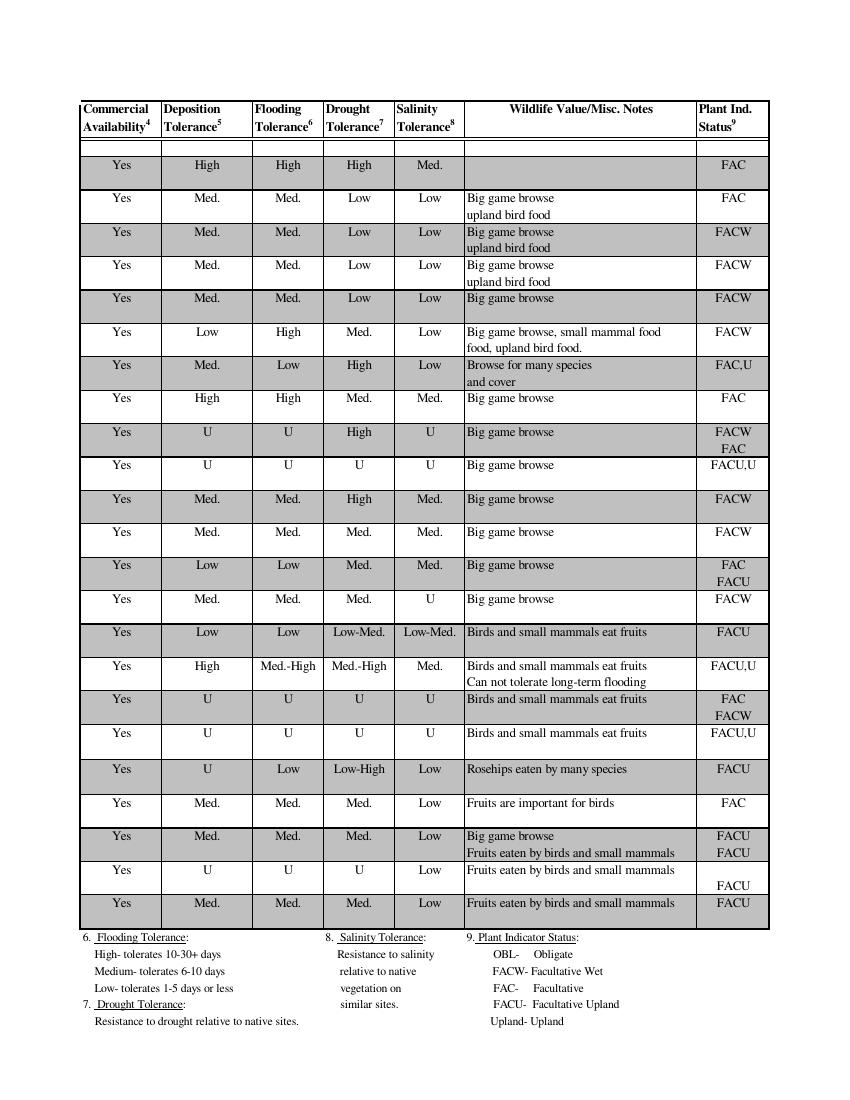 Commercial Deposition Flooding Drought Salinity Wildlife Value/Misc. Notes Plant Ind.
Availability4 Tolerance5 Tolerance6 Tolerance7 Tolerance8 Status9
Yes High High High Med. FAC
Yes Med. Med. Low Low Big game browse FAC
upland bird food
Yes Med. Med. Low Low Big game browse FACW
upland bird food
Yes Med. Med. Low Low Big game browse FACW
upland bird food
Yes Med. Med. Low Low Big game browse FACW
Yes Low High Med. Low Big game browse, small mammal food FACW
food, upland bird food.
Yes Med. Low High Low Browse for many species FAC,U
and cover
Yes High High Med. Med. Big game browse FAC
Yes U U High U Big game browse FACW
FAC
Yes U U U U Big game browse FACU,U
Yes Med. Med. High Med. Big game browse FACW
Yes Med. Med. Med. Med. Big game browse FACW
Yes Low Low Med. Med. Big game browse FAC
FACU
Yes Med. Med. Med. U Big game browse FACW
Yes Low Low Low-Med. Low-Med. Birds and small mammals eat fruits FACU
Yes High Med.-High Med.-High Med. Birds and small mammals eat fruits FACU,U
Can not tolerate long-term flooding
Yes U U U U Birds and small mammals eat fruits FAC
FACW
Yes U U U U Birds and small mammals eat fruits FACU,U
Yes U Low Low-High Low Rosehips eaten by many species FACU
Yes Med. Med. Med. Low Fruits are important for birds FAC
Yes Med. Med. Med. Low Big game browse FACU
Fruits eaten by birds and small mammals FACU
Yes U U U Low Fruits eaten by birds and small mammals
FACU
Yes Med. Med. Med. Low Fruits eaten by birds and small mammals FACU
6. Flooding Tolerance: 8. Salinity Tolerance: 9. Plant Indicator Status:
High- tolerates 10-30+ days Resistance to salinity OBL- Obligate
Medium- tolerates 6-10 days relative to native FACW- Facultative Wet
Low- tolerates 1-5 days or less vegetation on FAC- Facultative
7. Drought Tolerance: similar sites. FACU- Facultative Upland
Resistance to drought relative to native sites. Upland- Upland